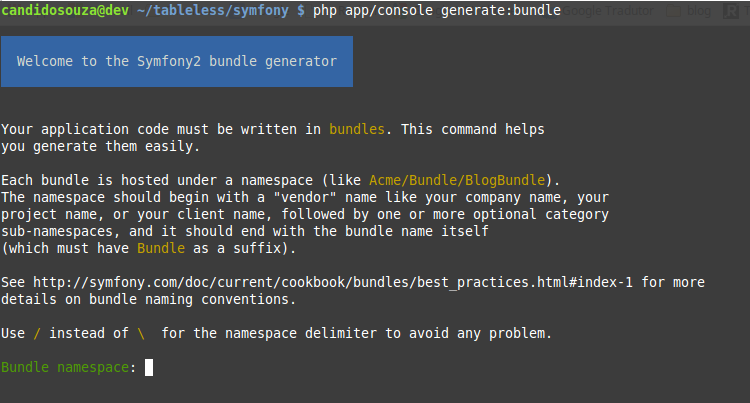 candidosouza@dev ~/tableless/symfony $ php app/console generate:bundle
Google Tradutor blog
Welcome to the Symfony2 bundle generator
Your application code must be written in bundles. This command helps
you generate them easily.
Each bundle is hosted under a namespace (like Acme/Bundle/BlogBundle).
The namespace should begin with a "vendor" name like your company name, your
project name, or your client name, followed by one or more optional category
sub-namespaces, and it should end with the bundle name itself
(which must have Bundle as a suffix).
See http://symfony.com/doc/current/cookbook/bundles/best_practices.html#index-1 for more
details on bundle naming conventions.
Use / instead of \  for the namespace delimiter to avoid any problem.
Bundle namespace: